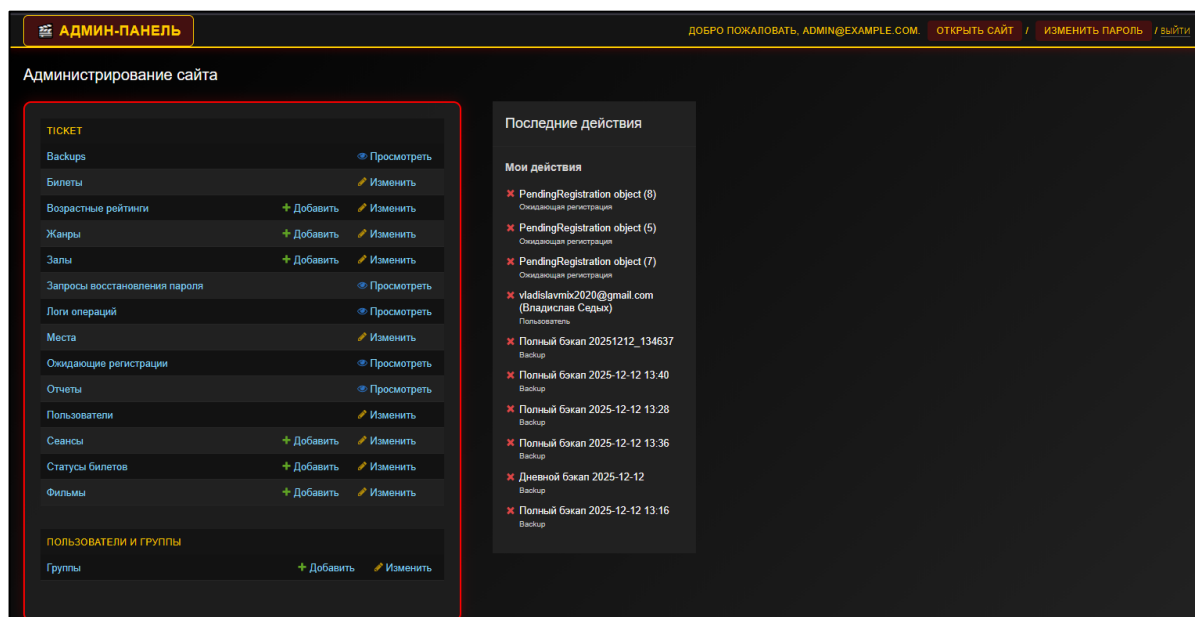 АДМИН-ПАНЕЛЬ
ДОБРО ПОЖАЛОВАТЬ, ADMIN@EXAMPLE.COM. ОТКРЫТЬ САЙТ / ИЗМЕНИТЬ ПАРОЛЬ / ВЫЙТИ
Администрирование сайта
TICKET
Backups Просмотреть
Билеты Изменить
Возрастные рейтинги Добавить Изменить
Жанры Добавить Изменить
Залы Добавить Изменить
Запросы восстановления пароля Просмотреть
Логи операций Просмотреть
Места Изменить
Ожидающие регистрации Просмотреть
Отчеты Просмотреть
Пользователи Изменить
Сеансы Добавить Изменить
Статусы билетов Добавить Изменить
Фильмы Добавить Изменить
ПОЛЬЗОВАТЕЛИ И ГРУППЫ
Группы Добавить Изменить
Последние действия
Мои действия
PendingRegistration object (8)
Ожидающая регистрация
PendingRegistration object (5)
Ожидающая регистрация
PendingRegistration object (7)
Ожидающая регистрация
vladislavmix2020@gmail.com
(Владислав Седых)
Пользователь
Полный бэкап 20251212_134637
Backup
Полный бэкап 2025-12-12 13:40
Backup
Полный бэкап 2025-12-12 13:28
Backup
Полный бэкап 2025-12-12 13:36
Backup
Дневной бэкап 2025-12-12
Backup
Полный бэкап 2025-12-12 13:16
Backup